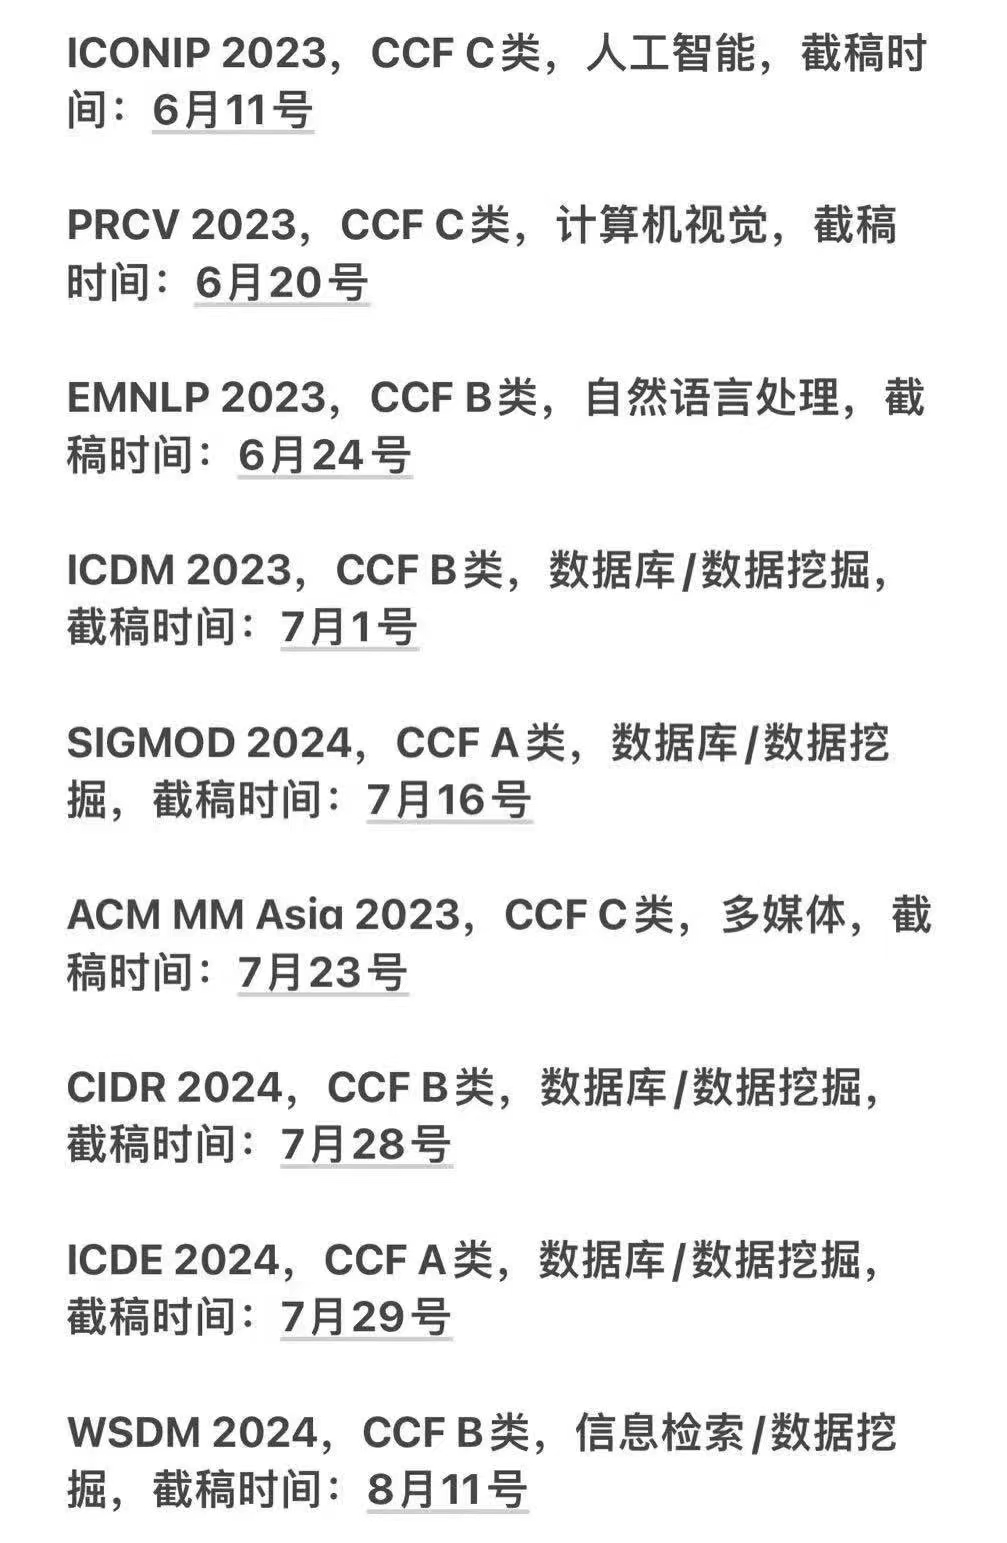 ICONIP 2023，CCF C类，人工智能，截稿时
间：6月11号
PRCV 2023，CCF C类，计算机视觉，截稿
时间：6月20号
EMNLP 2023，CCF B类，自然语言处理，截
稿时间：6月24号
ICDM 2023，CCF B类，数据库/数据挖掘，
截稿时间：7月1号
SIGMOD 2024，CCF A类，数据库/数据挖
掘，截稿时间：7月16号
ACM MM Asia 2023，CCF C类，多媒体，截
稿时间：7月23号
CIDR 2024，CCF B类，数据库/数据挖掘，
截稿时间：7月28号
ICDE 2024，CCF A类，数据库/数据挖掘，
截稿时间：7月29号
WSDM 2024，CCF B类，信息检索/数据挖
掘，截稿时间：8月11号